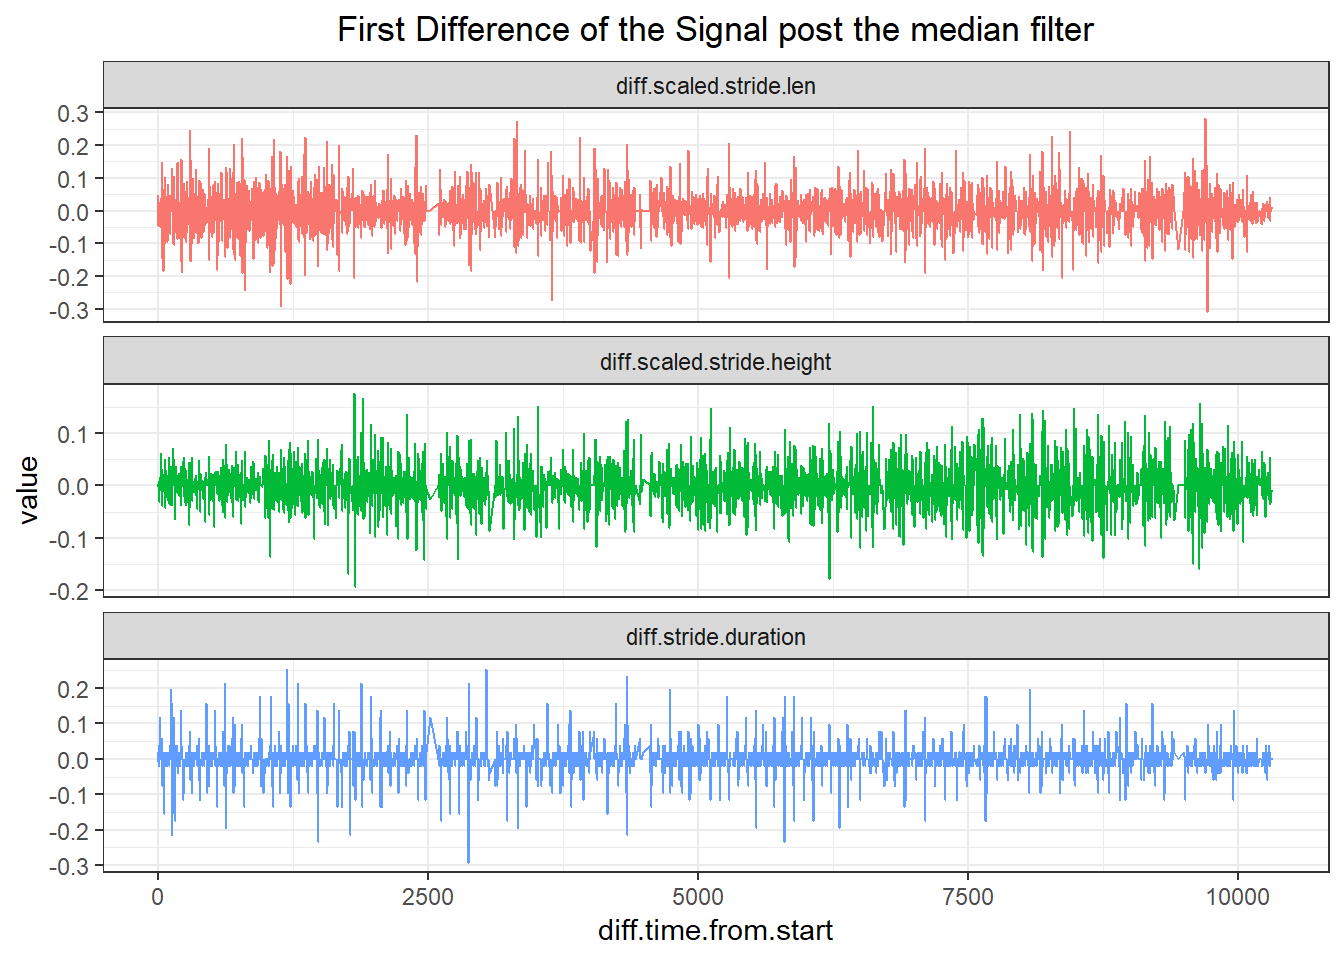 First Difference of the Signal post the median filter
diff.scaled.stride.len
0.3
0.2
0.1
0.0
-0.1
-0.2
-0.3
diff.scaled.stride.height
0.1
0.0
-0.1
-0.2
value
diff.stride.duration
0.2
0.1
0.0
-0.1
-0.2
-0.3
0 2500 5000 7500 10000
diff.time.from.start